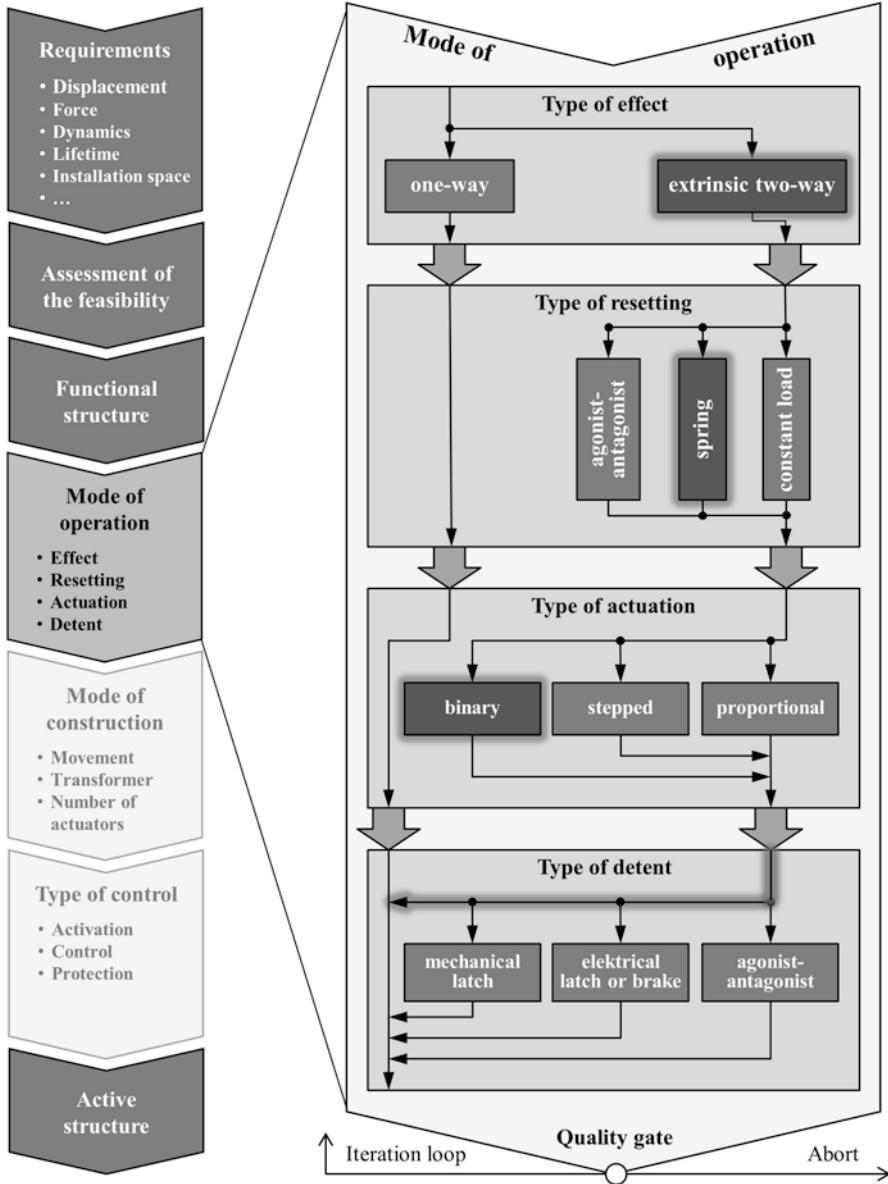 Requirements
• Displacement
• Force
• Dynamics
• Lifetime
• Installation space
• ...
Assessment of
the feasibility
Functional
structure
Mode of
operation
• Effect
• Resetting
• Actuation
• Detent
Mode of
construction
• Movement
• Transformer
• Number of
actuators
Type of control
• Activation
• Control
• Protection
Active
structure
Mode of operation
Type of effect
one-way
extrinsic two-way
Type of resetting
agonist-
antagonist
spring
constant load
Type of actuation
binary
stepped
proportional
Type of detent
mechanical
latch
elektrical
latch or brake
agonist-
antagonist
Quality gate
Iteration loop
Abort